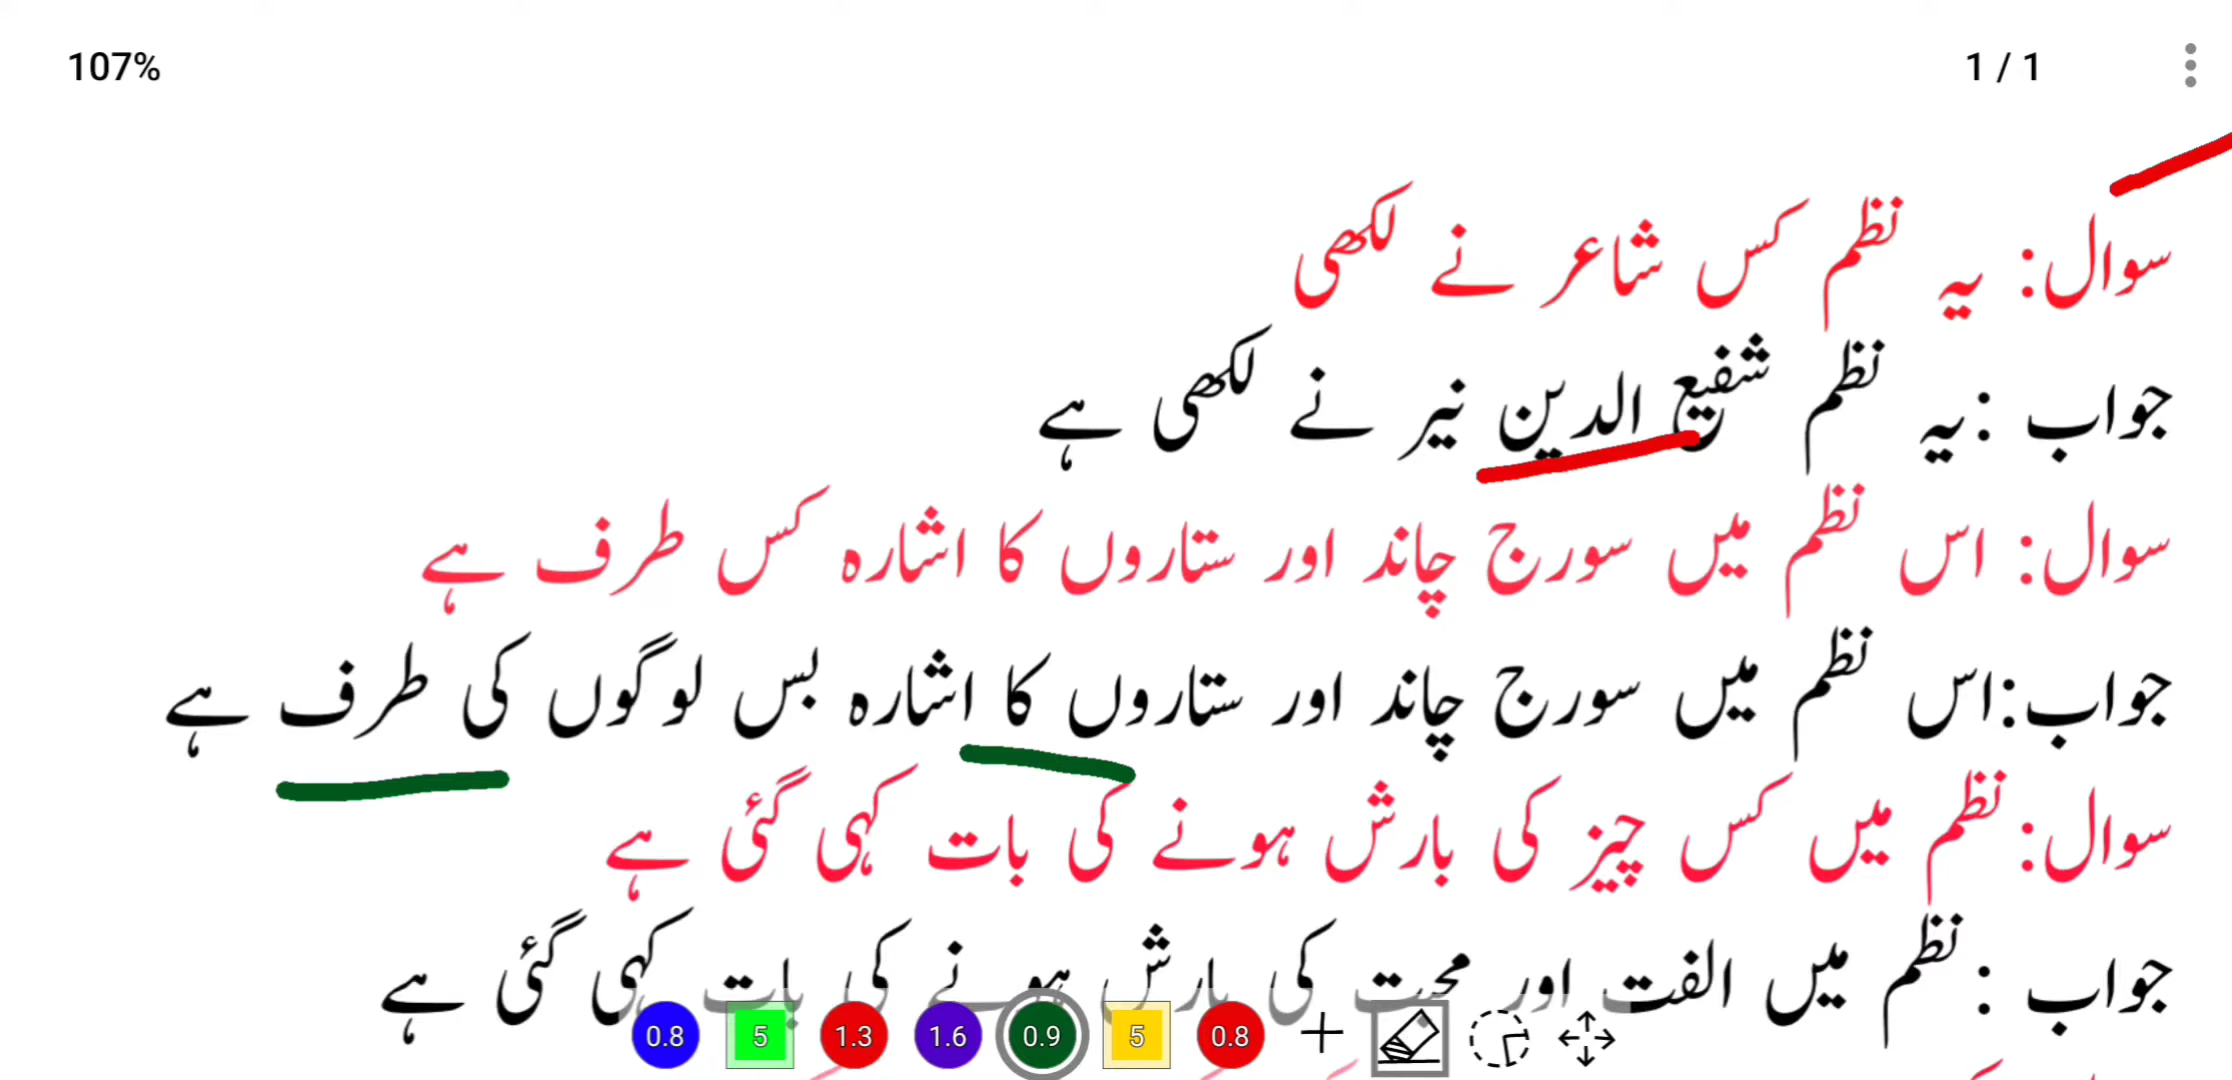 107%
1 / 1
سوال: یہ نظم کس شاعر نے لکھی
جواب :یہ نظم شفیع الدین نیر نے لکھی ہے
سوال: اس نظم میں سورج چاند اور ستاروں کا اشارہ کس طرف ہے
جواب:اس نظم میں سورج چاند اور ستاروں کا اشارہ بس لوگوں کی طرف ہے
سوال: نظم میں کس چیز کی بارش ہونے کی بات کہی گئی ہے
جواب : نظم میں الفت اور محبت کی بارش ہونے کی بات کہی گئی ہے
0.8 5 1.3 1.6 0.9 5 0.8